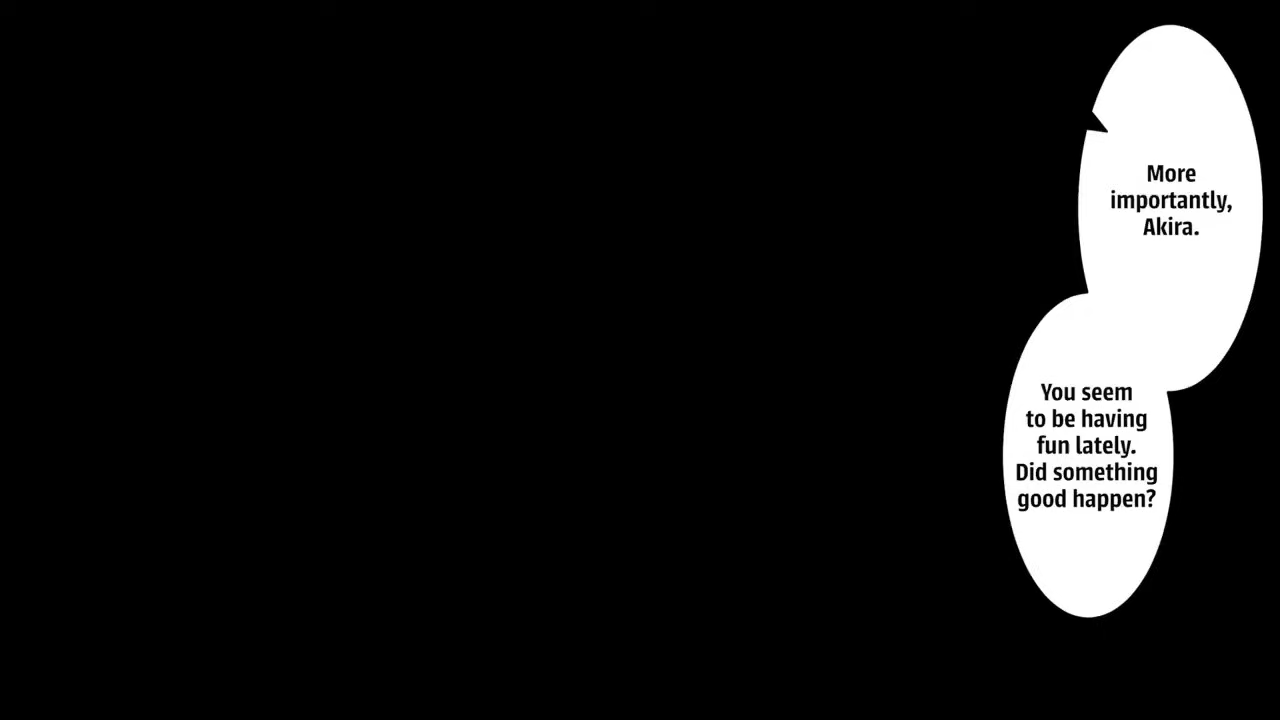 More
importantly,
Akira.
You seem
to be having
fun lately.
Did something
good happen?